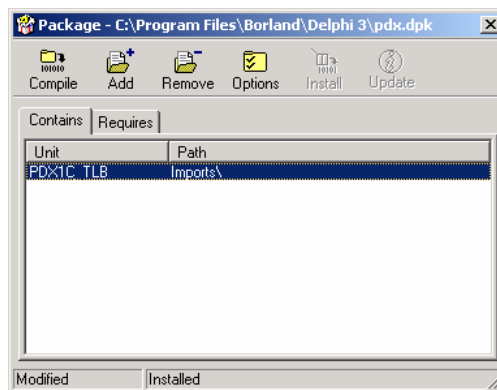 Package - C:\Program Files\Borland\Delphi 3\pdx.dpk
Compile Add Remove Options Install Update
Contains Requires
Unit Path
PDX1C_TLB Imports\
Modified Installed